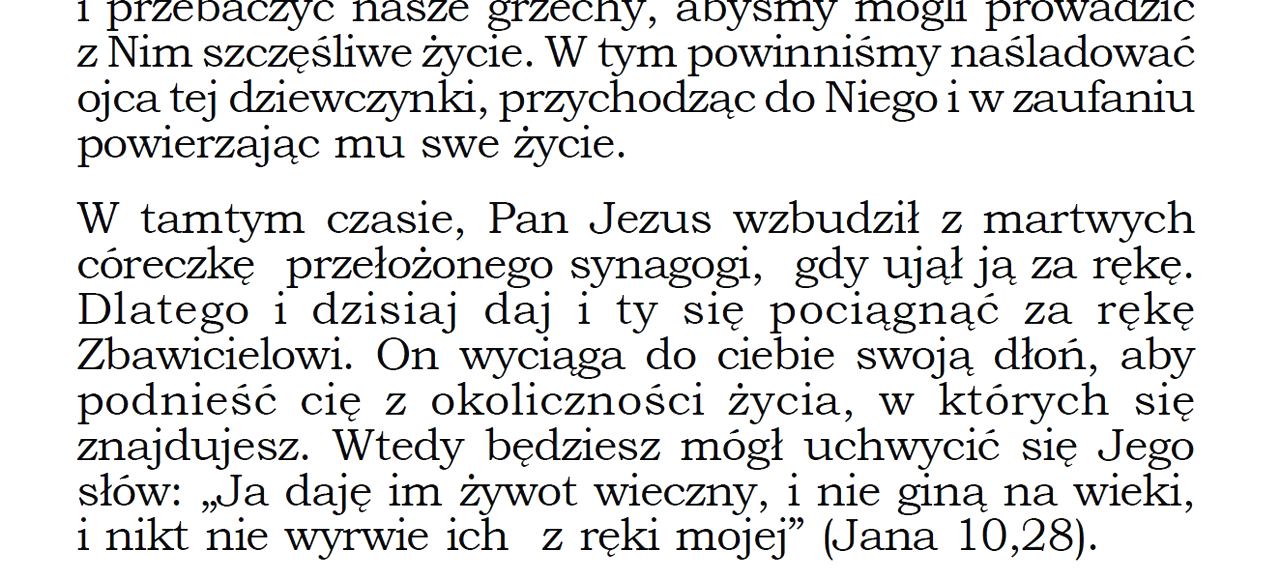 i przebaczyć nasze grzechy, abyśmy mogli prowadzić
z Nim szczęśliwe życie. W tym powinniśmy naśladować
ojca tej dziewczynki, przychodząc do Niego i w zaufaniu
powierzając mu swe życie.
W tamtym czasie, Pan Jezus wzbudził z martwych
córeczkę przełożonego synagogi, gdy ujął ją za rękę.
Dlatego i dzisiaj daj i ty się pociągnąć za rękę
Zbawicielowi. On wyciąga do ciebie swoją dłoń, aby
podnieść cię z okoliczności życia, w których się
znajdujesz. Wtedy będziesz mógł uchwycić się Jego
słów: „Ja daję im żywot wieczny, i nie giną na wieki,
i nikt nie wyrwie ich z ręki mojej” (Jana 10,28).